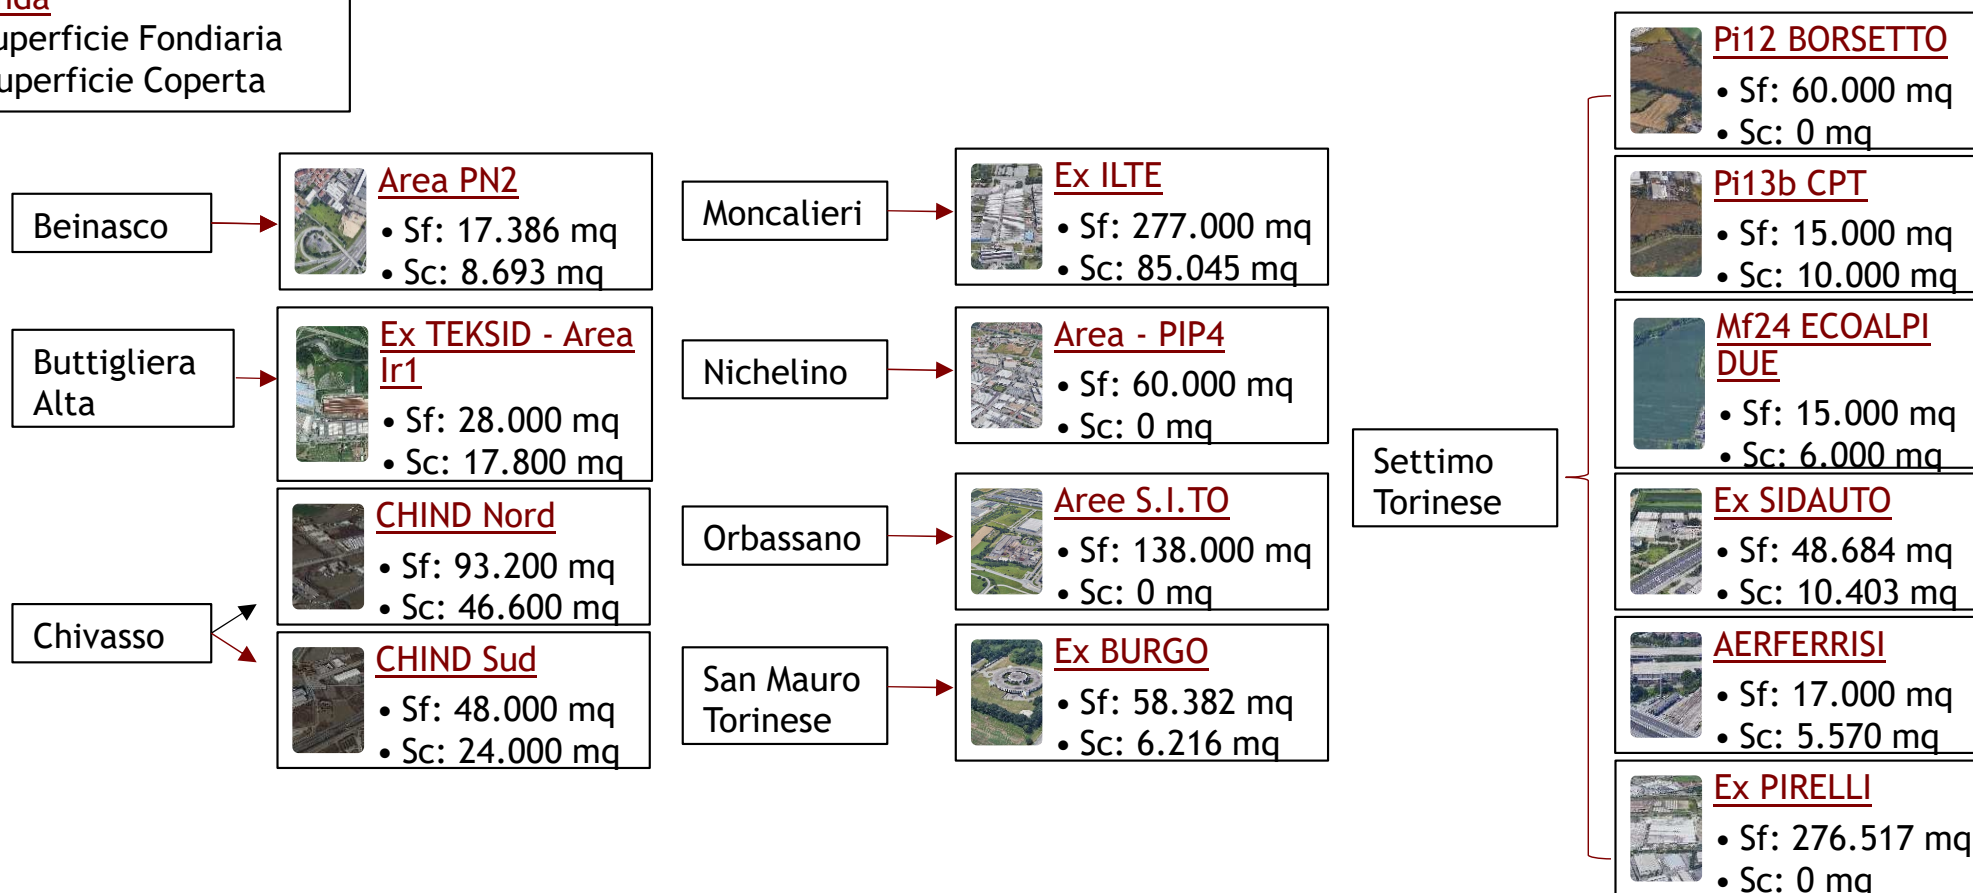 uperficie Fondiaria
uperficie Coperta
Beinasco
Area PN2
• Sf: 17.386 mq
• Sc: 8.693 mq
Buttigliera
Alta
Ex TEKSID - Area
Ir1
• Sf: 28.000 mq
• Sc: 17.800 mq
Chivasso
CHIND Nord
• Sf: 93.200 mq
• Sc: 46.600 mq
CHIND Sud
• Sf: 48.000 mq
• Sc: 24.000 mq
Moncalieri
Ex ILTE
• Sf: 277.000 mq
• Sc: 85.045 mq
Nichelino
Area - PIP4
• Sf: 60.000 mq
• Sc: 0 mq
Orbassano
Aree S.I.TO
• Sf: 138.000 mq
• Sc: 0 mq
San Mauro
Torinese
Ex BURGO
• Sf: 58.382 mq
• Sc: 6.216 mq
Settimo
Torinese
Pi12 BORSETTO
• Sf: 60.000 mq
• Sc: 0 mq
Pi13b CPT
• Sf: 15.000 mq
• Sc: 10.000 mq
Mf24 ECOALPI
DUE
• Sf: 15.000 mq
• Sc: 6.000 mq
Ex SIDAUTO
• Sf: 48.684 mq
• Sc: 10.403 mq
AERFERRISI
• Sf: 17.000 mq
• Sc: 5.570 mq
Ex PIRELLI
• Sf: 276.517 mq
• Sc: 0 mq